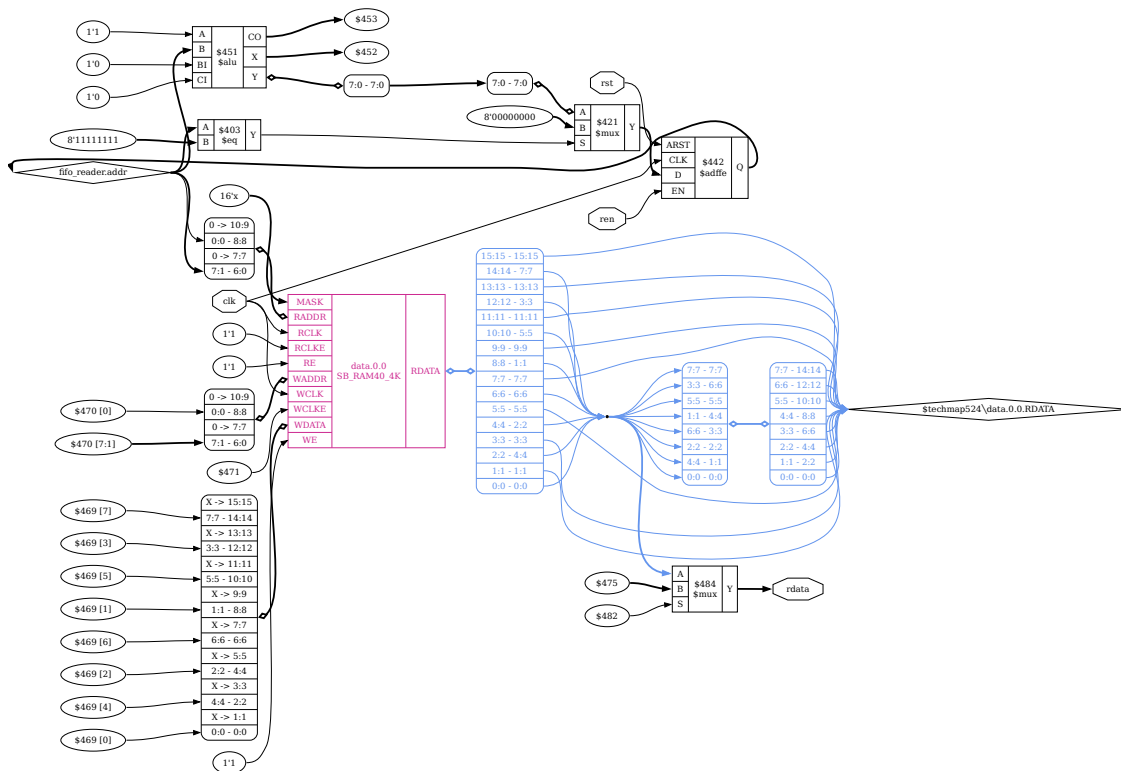 1'1
1'0
1'0
A
B
BI
CI
$451
$alu
CO
X
Y
$453
$452
7:0 - 7:0
7:0 - 7:0
rst
8'00000000
A
B
S
$421
$mux
Y
8'11111111
A
B
$403
$eq
Y
ARST
CLK
D
EN
$442
$adffe
Q
fifo_reader.addr
16'x
ren
0 -> 10:9
0:0 - 8:8
0 -> 7:7
7:1 - 6:0
clk
1'1
1'1
MASK
RADDR
RCLK
RCLKE
RE
WADDR
WCLK
WCLKE
WDATA
WE
data.0.0
SB_RAM40_4K
RDATA
$470 [0]
$470 [7:1]
0 -> 10:9
0:0 - 8:8
0 -> 7:7
7:1 - 6:0
$471
15:15 - 15:15
14:14 - 7:7
13:13 - 13:13
12:12 - 3:3
11:11 - 11:11
10:10 - 5:5
9:9 - 9:9
8:8 - 1:1
7:7 - 7:7
6:6 - 6:6
5:5 - 5:5
4:4 - 2:2
3:3 - 3:3
2:2 - 4:4
1:1 - 1:1
0:0 - 0:0
7:7 - 7:7
3:3 - 6:6
5:5 - 5:5
1:1 - 4:4
6:6 - 3:3
2:2 - 2:2
4:4 - 1:1
0:0 - 0:0
7:7 - 14:14
6:6 - 12:12
5:5 - 10:10
4:4 - 8:8
3:3 - 6:6
2:2 - 4:4
1:1 - 2:2
0:0 - 0:0
$techmap524\data.0.0.RDATA
$469 [7]
$469 [3]
$469 [5]
$469 [1]
$469 [6]
$469 [2]
$469 [4]
$469 [0]
X -> 15:15
7:7 - 14:14
X -> 13:13
3:3 - 12:12
X -> 11:11
5:5 - 10:10
X -> 9:9
1:1 - 8:8
X -> 7:7
6:6 - 6:6
X -> 5:5
2:2 - 4:4
X -> 3:3
4:4 - 2:2
X -> 1:1
0:0 - 0:0
1'1
$475
$482
A
B
S
$484
$mux
Y
rdata